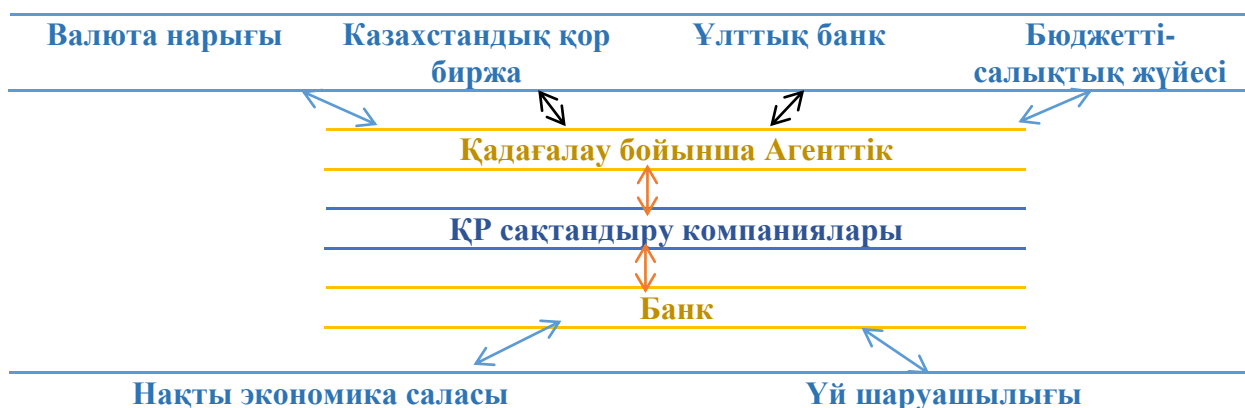 Валюта нарығы Казахстандық қор Ұлттық банк Бюджетті-
биржа салықтық жүйесі
Қадағалау бойынша Агенттік
ҚР сақтандыру компаниялары
Банк
Нақты экономика саласы Үй шаруашылығы